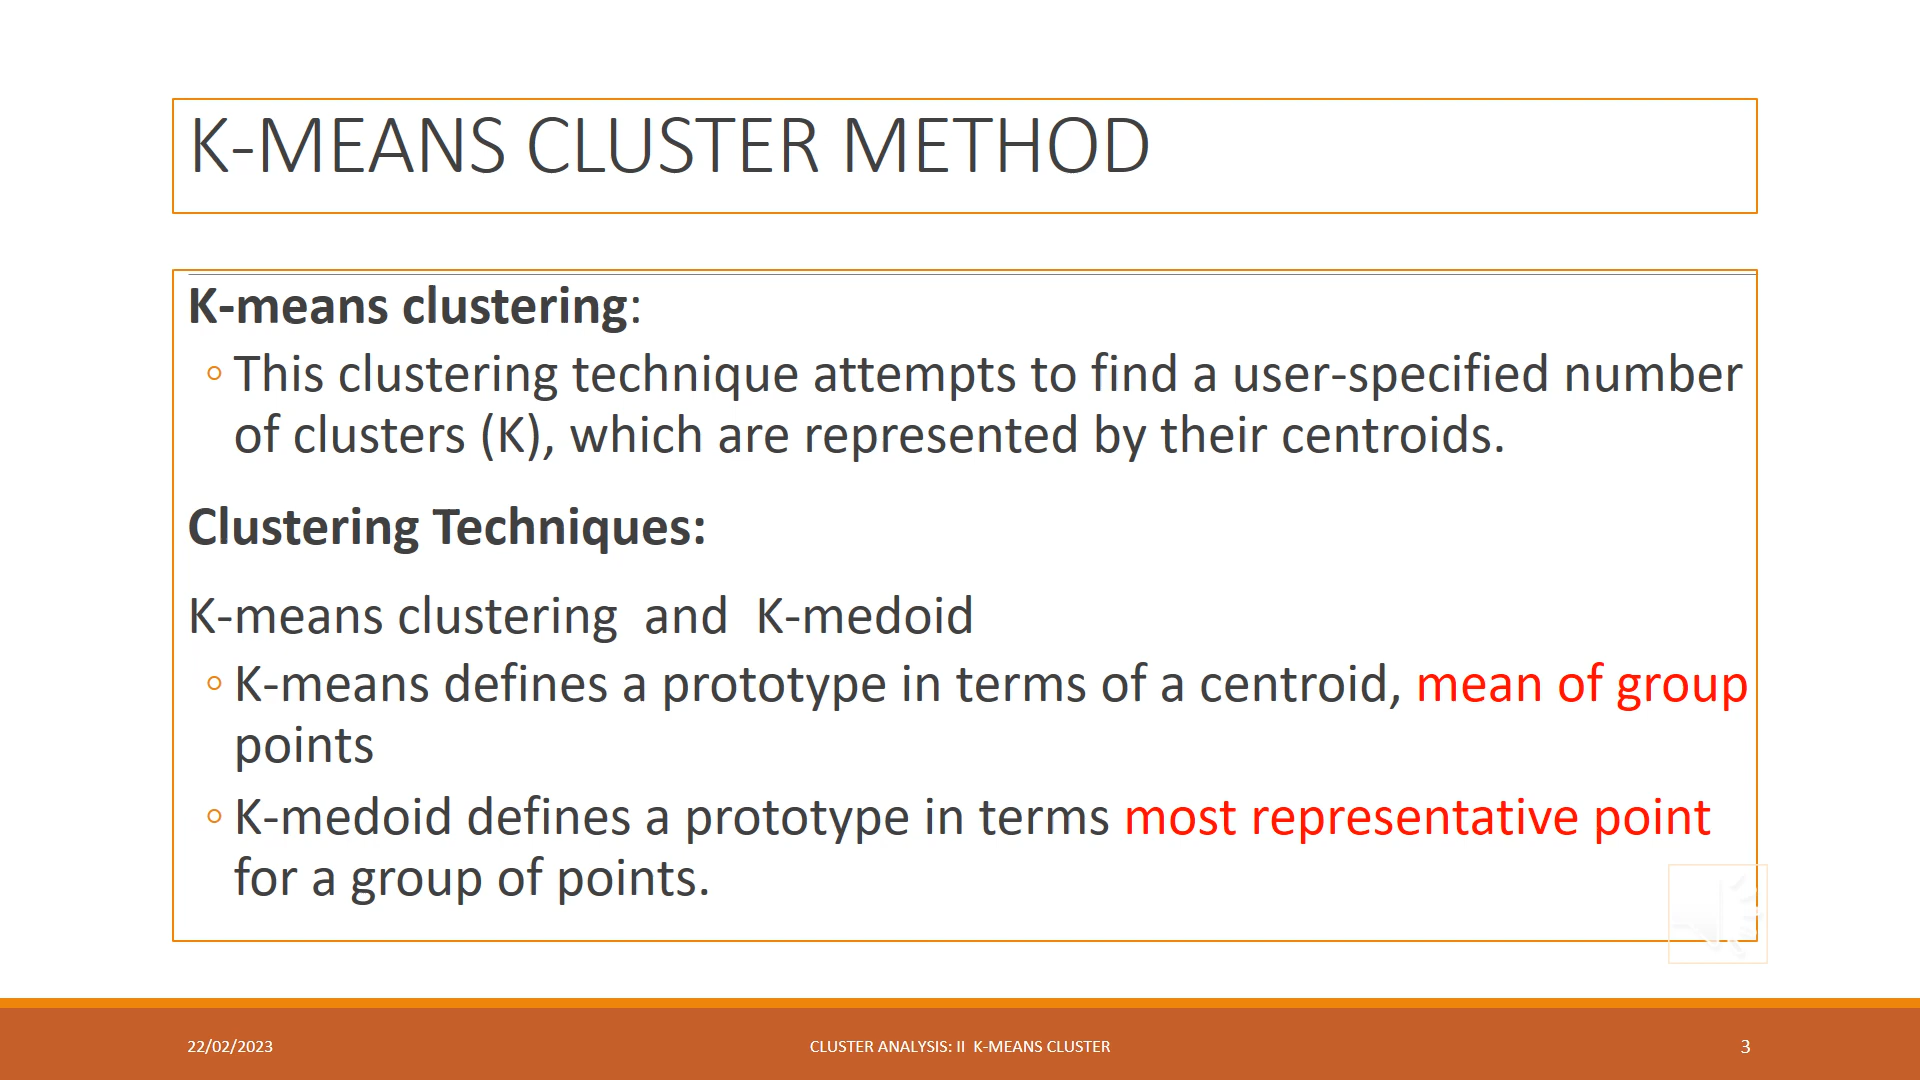 K-MEANS CLUSTER METHOD
K-means clustering:
◦ This clustering technique attempts to find a user-specified number
of clusters (K), which are represented by their centroids.
Clustering Techniques:
K-means clustering  and  K-medoid
◦ K-means defines a prototype in terms of a centroid, mean of group
points
◦ K-medoid defines a prototype in terms most representative point
for a group of points.
22/02/2023
CLUSTER ANALYSIS: II  K-MEANS CLUSTER
3